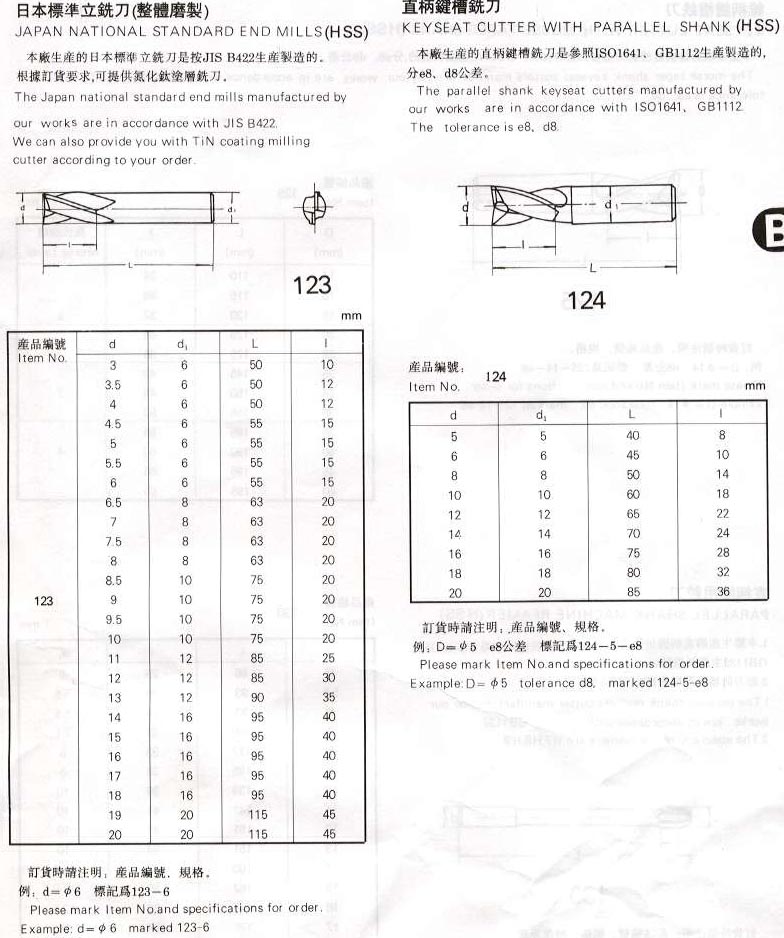 日本標準立銑刀(整體磨製)
JAPAN NATIONAL STANDARD END MILLS(HSS)
本廠生産的日本標準立銑刀是按JIS B422生産製造的.
根據訂貨要求,可提供氮化鈦塗層銑刀.
The Japan national standard end mills manufactured by
our works are in accordance with JIS B422.
We can also provide you with TiN coating milling
cutter according to your order.
d d₁
l
L
123
mm
産品編號 d d₁ L l
Item No.
3 6 50 10
3.5 6 50 12
4 6 50 12
4.5 6 55 15
5 6 55 15
5.5 6 55 15
6 6 55 15
6.5 8 63 20
7 8 63 20
7.5 8 63 20
8 8 63 20
8.5 10 75 20
123 9 10 75 20
9.5 10 75 20
10 10 75 20
11 12 85 25
12 12 85 30
13 12 90 35
14 16 95 40
15 16 95 40
16 16 95 40
17 16 95 40
18 16 95 40
19 20 115 45
20 20 115 45
訂貨時請注明：産品編號、規格。
例：d=φ6 標記爲123－6
Please mark Item No.and specifications for order.
Example: d=φ6 marked 123-6
直柄鍵槽銑刀
KEYSEAT CUTTER WITH PARALLEL SHANK (HSS)
本廠生産的直柄鍵槽銑刀是參照ISO1641、GB1112生産製造的,
分e8、d8公差。
The parallel shank keyseat cutters manufactured by
our works are in accordance with ISO1641、GB1112
The tolerance is e8、d8.
d d₁
l
L
B
124
産品編號:
Item No. 124
mm
d d₁ L l
5 5 40 8
6 6 45 10
8 8 50 14
10 10 60 18
12 12 65 22
14 14 70 24
16 16 75 28
18 18 80 32
20 20 85 36
訂貨時請注明：産品編號、規格。
例：D=φ5 e8公差 標記爲124－5－e8
Please mark Item No.and specifications for order.
Example:D=φ5 tolerance d8, marked 124-5-e8